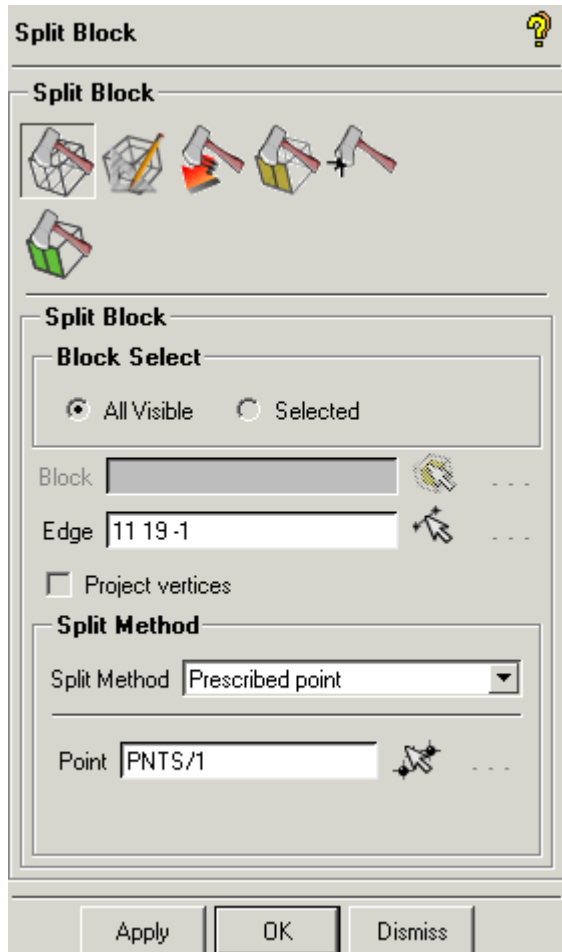 Split Block
Split Block
Split Block
Block Select
All Visible Selected
Block . . .
Edge 11 19 -1 . . .
Project vertices
Split Method
Split Method Prescribed point
Point PNTS/1 . . .
Apply OK Dismiss